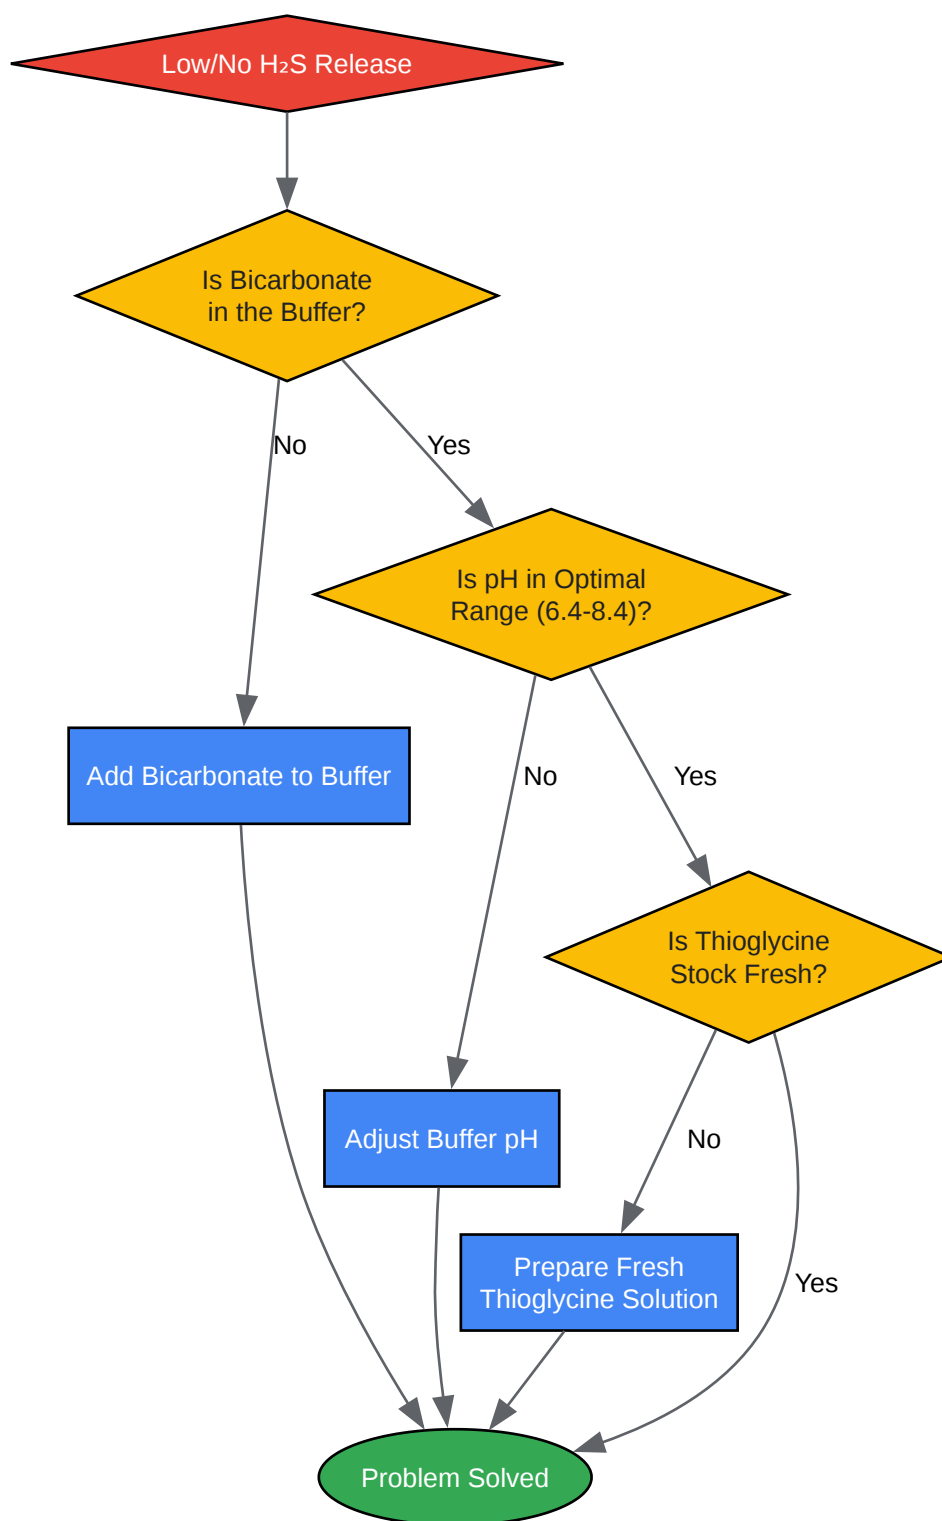 Low/No H₂S Release
Is Bicarbonate
in the Buffer?
No
Yes
Is pH in Optimal
Range (6.4-8.4)?
Add Bicarbonate to Buffer
No
Yes
Is Thioglycine
Stock Fresh?
Adjust Buffer pH
No
Prepare Fresh
Thioglycine Solution
Yes
Problem Solved